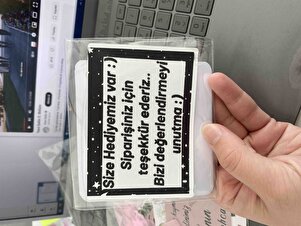 Size Hediyemiz var :)
Siparişiniz için
teşekkür ederiz..
Bizi değerlendirmeyi
unutma :)